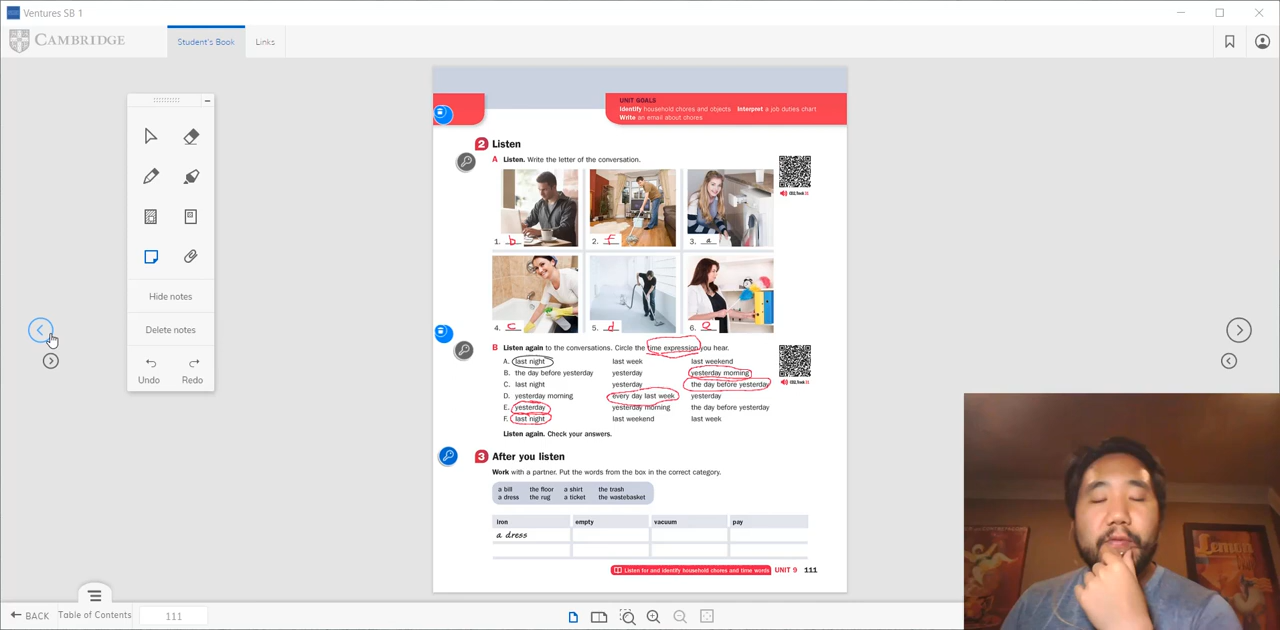 Ventures SB 1
CAMBRIDGE
Student's Book
Links
UNIT GOALS
Identify household chores and objects Interpret a job duties chart
Write an email about chores
2 Listen
A Listen. Write the letter of the conversation.
1. b
2. f
3. a
4. c
5. d
6. e
B Listen again to the conversations. Circle the time expression you hear.
A. last night last week last weekend
B. the day before yesterday yesterday yesterday morning
C. last night yesterday the day before yesterday
D. yesterday morning every day last week yesterday
E. yesterday yesterday morning the day before yesterday
F. last night last weekend last week
Listen again. Check your answers.
3 After you listen
Work with a partner. Put the words from the box in the correct category.
a bill the floor a shirt the trash
a dress the rug a ticket the wastebasket
iron empty vacuum pay
a dress
Listen for and identify household chores and time words UNIT 9 111
Hide notes
Delete notes
Undo Redo
BACK Table of Contents 111
Lemon